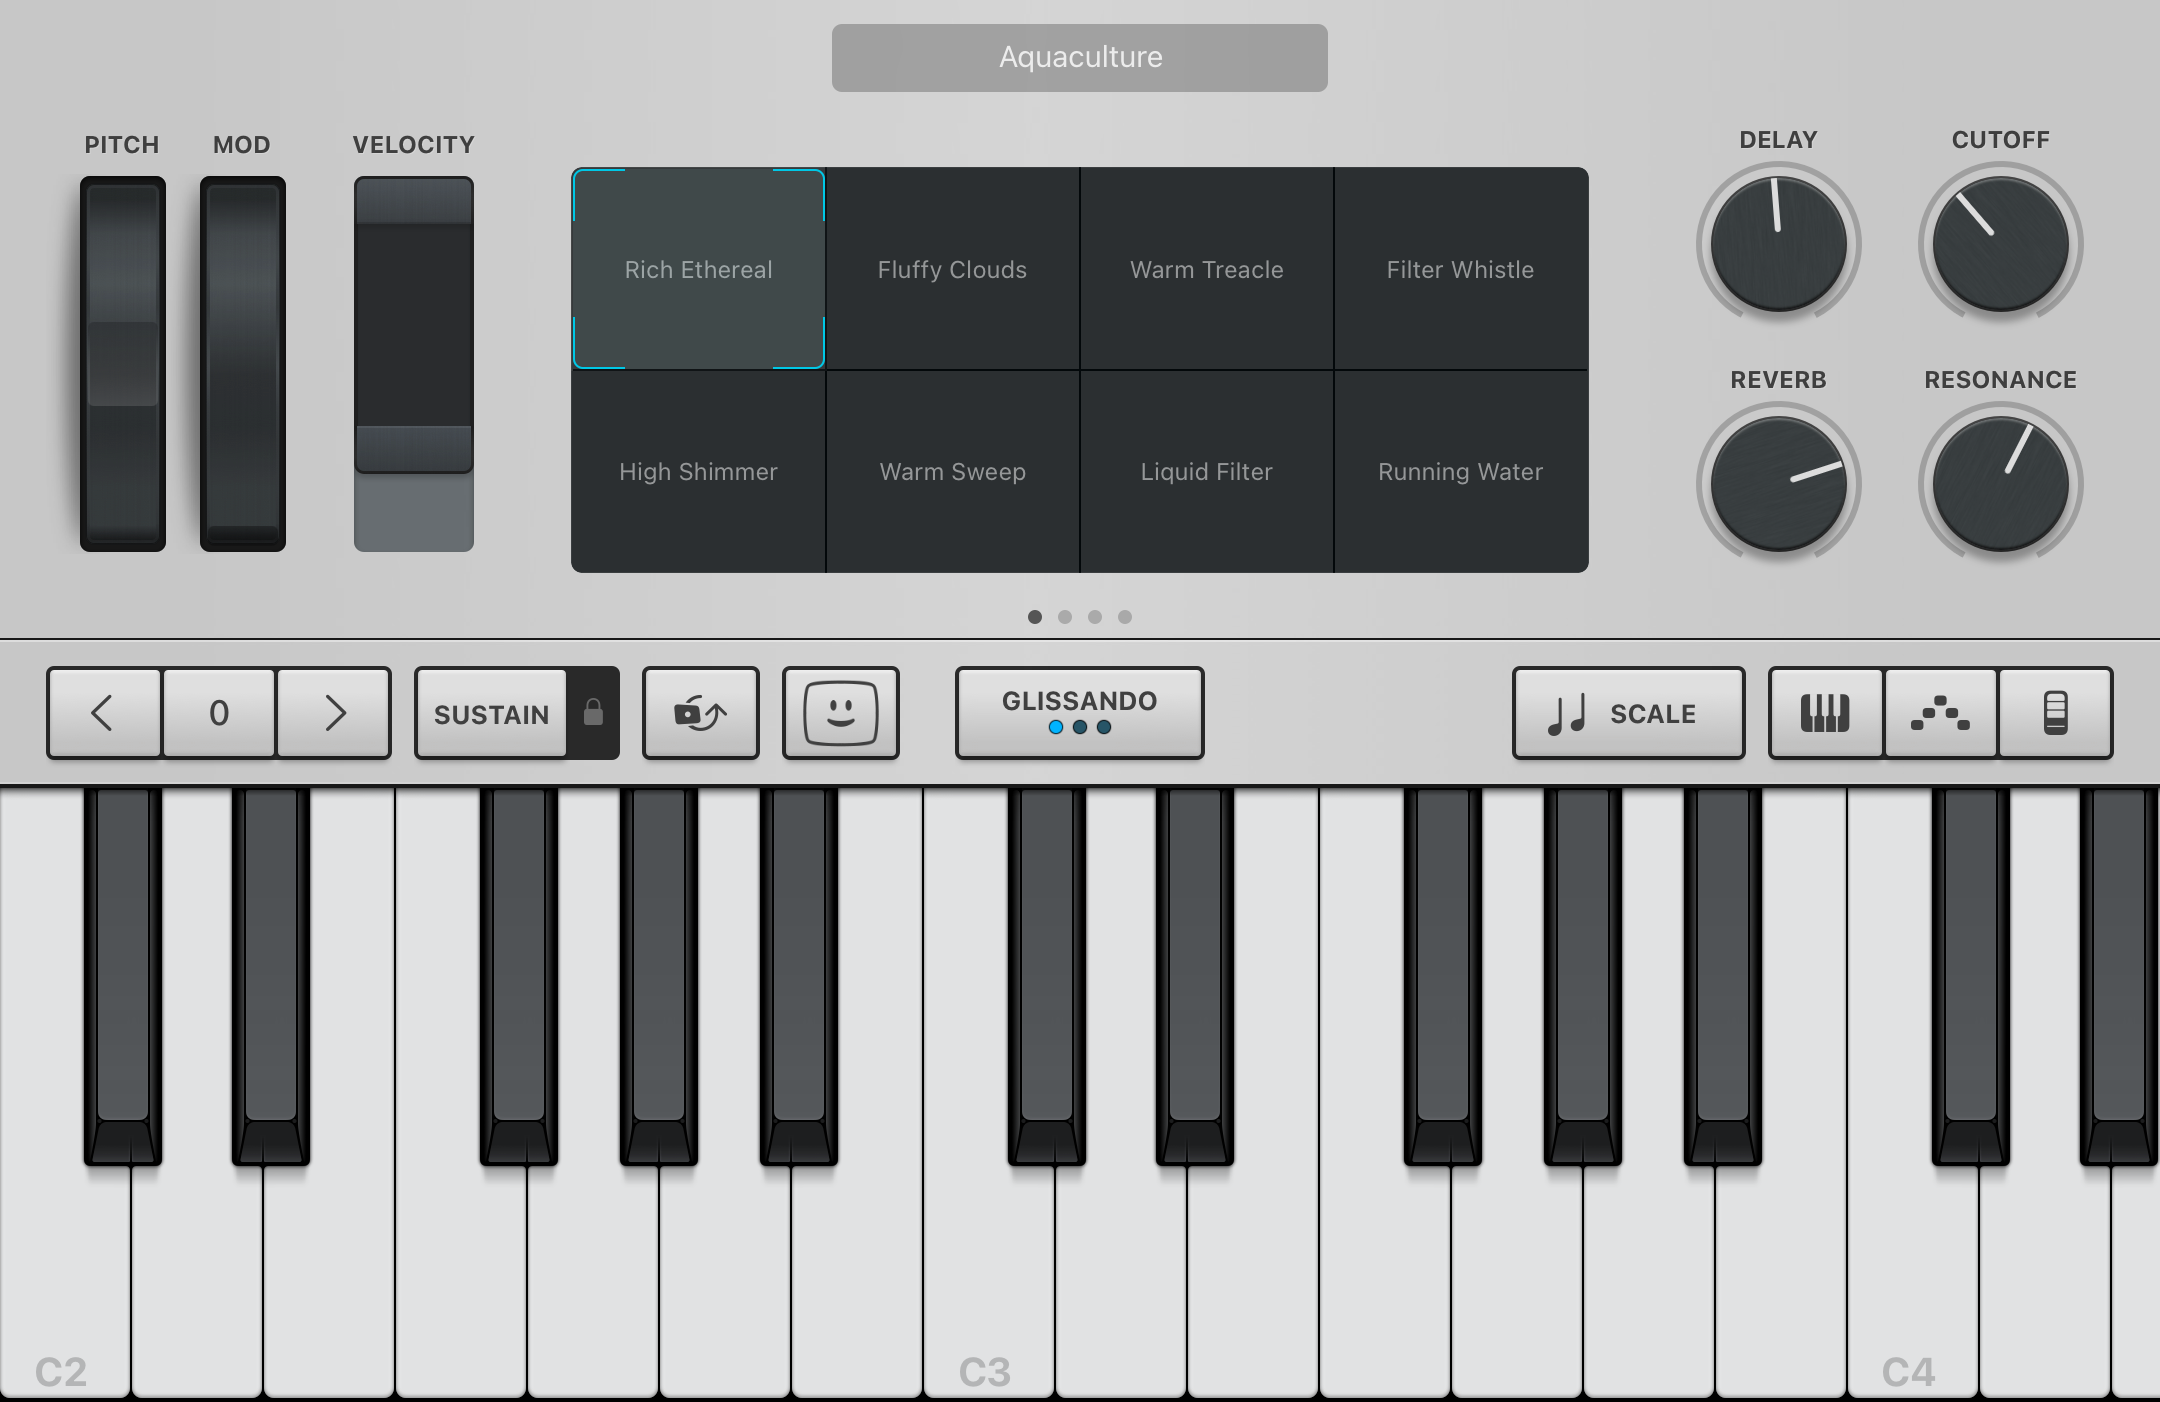 Aquaculture
PITCH MOD VELOCITY
DELAY CUTOFF
Rich Ethereal Fluffy Clouds Warm Treacle Filter Whistle
REVERB RESONANCE
High Shimmer Warm Sweep Liquid Filter Running Water
0 SUSTAIN GLISSANDO SCALE
C2 C3 C4